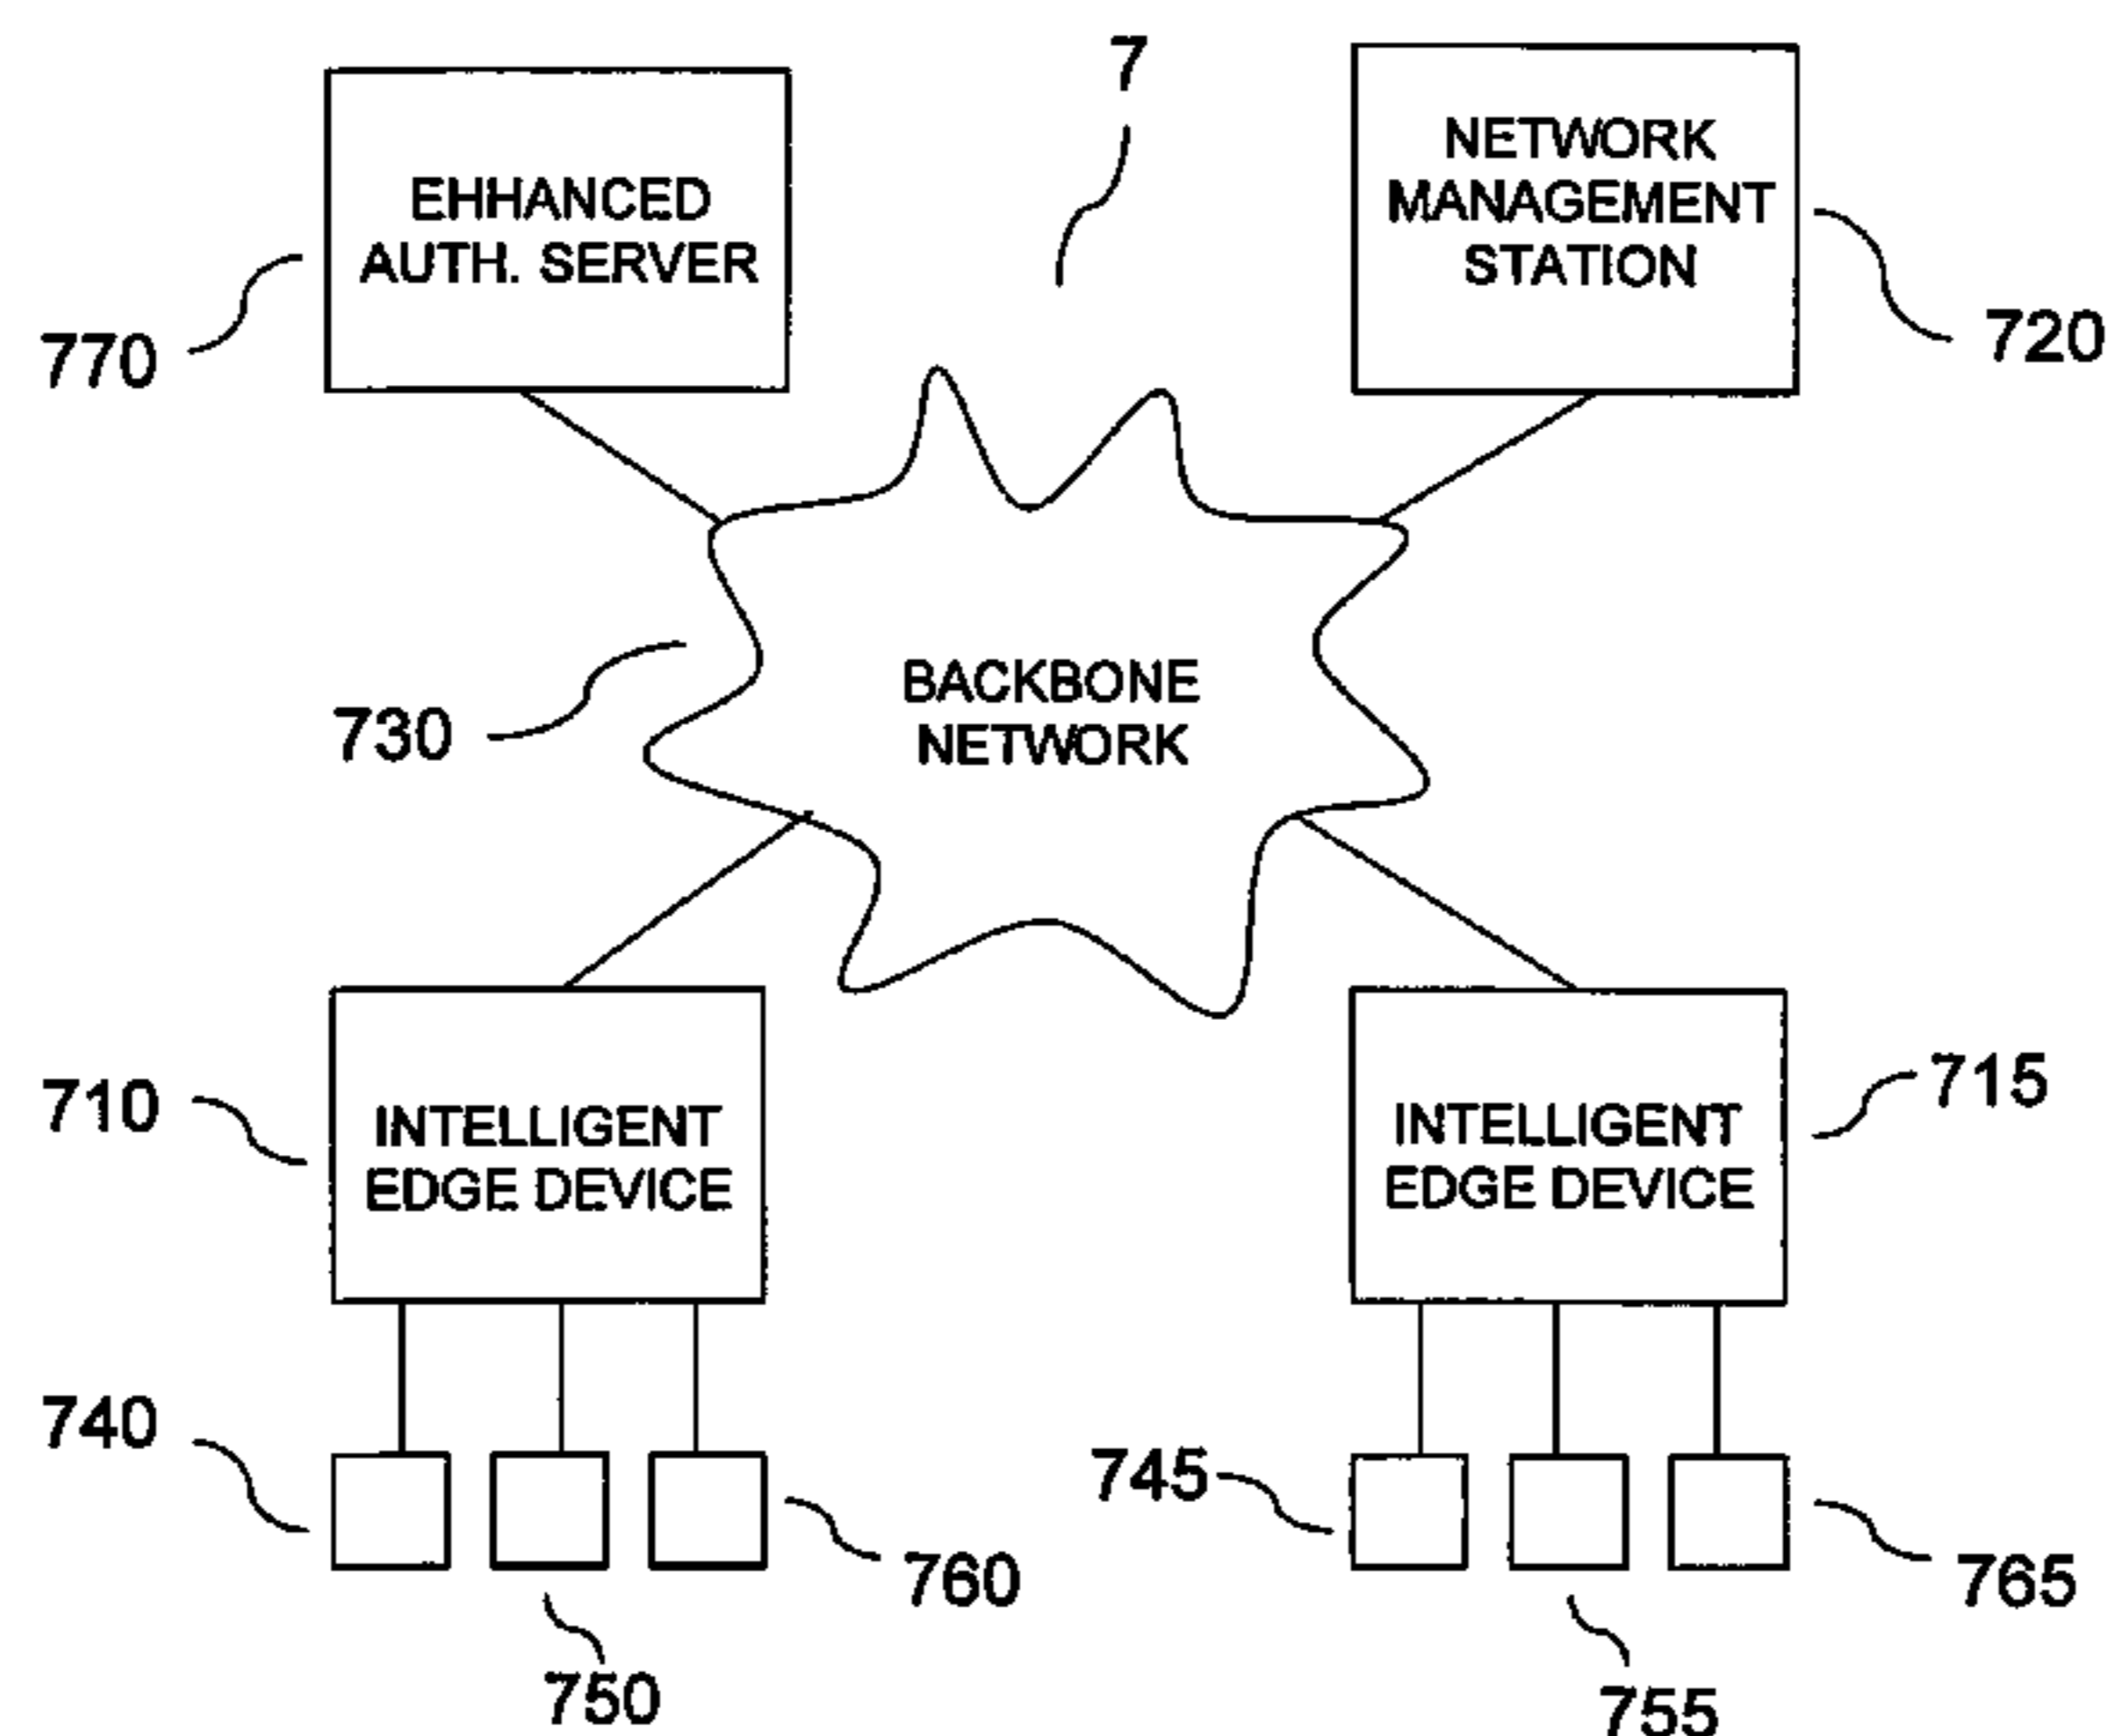 7
EHHANCED
AUTH. SERVER
770
NETWORK
MANAGEMENT
STATION
720
BACKBONE
NETWORK
730
710
INTELLIGENT
EDGE DEVICE
INTELLIGENT
EDGE DEVICE
715
740
750
760
745
755
765